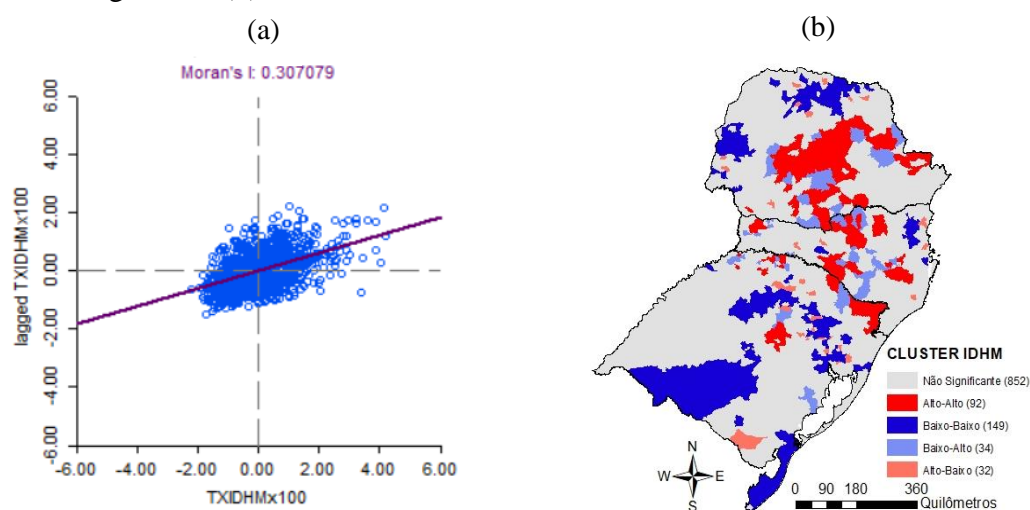 (a)
(b)
Moran's I: 0.307079
6.00
4.00
2.00
0.00
-2.00
-4.00
-6.00
lagged TXIDHMx100
-6.00 -4.00 -2.00 0.00 2.00 4.00 6.00
TXIDHMx100
CLUSTER IDHM
Não Significante (852)
Alto-Alto (92)
Baixo-Baixo (149)
Baixo-Alto (34)
Alto-Baixo (32)
N
W E
S
0 90 180 360
Quilômetros